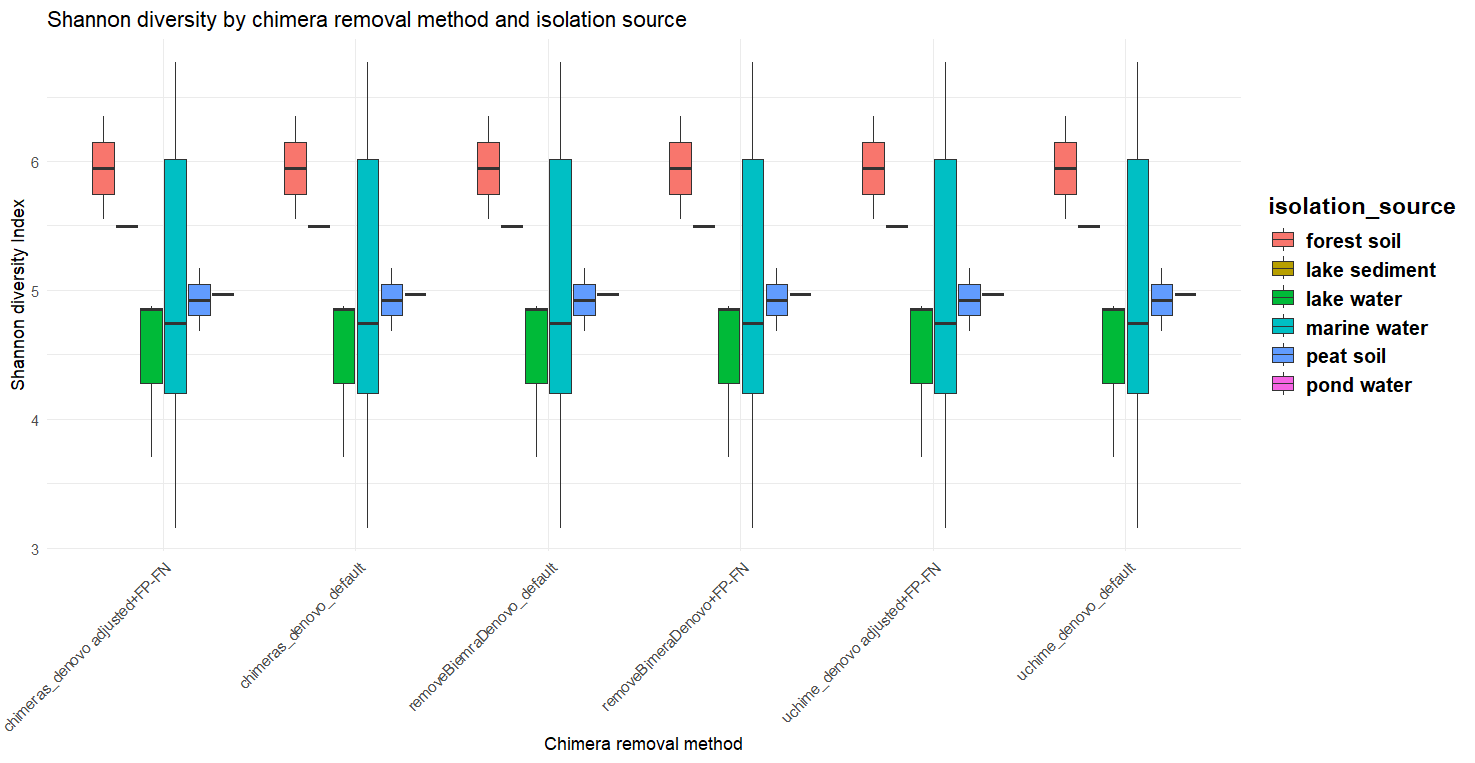 Shannon diversity by chimera removal method and isolation source
Shannon diversity Index
6
5
4
3
chimeras_denovo adjusted+FP-FN
chimeras_denovo_default
removeBiemraDenovo_default
removeBimeraDenovo+FP-FN
uchime_denovo adjusted+FP-FN
uchime_denovo_default
Chimera removal method
isolation_source
forest soil
lake sediment
lake water
marine water
peat soil
pond water